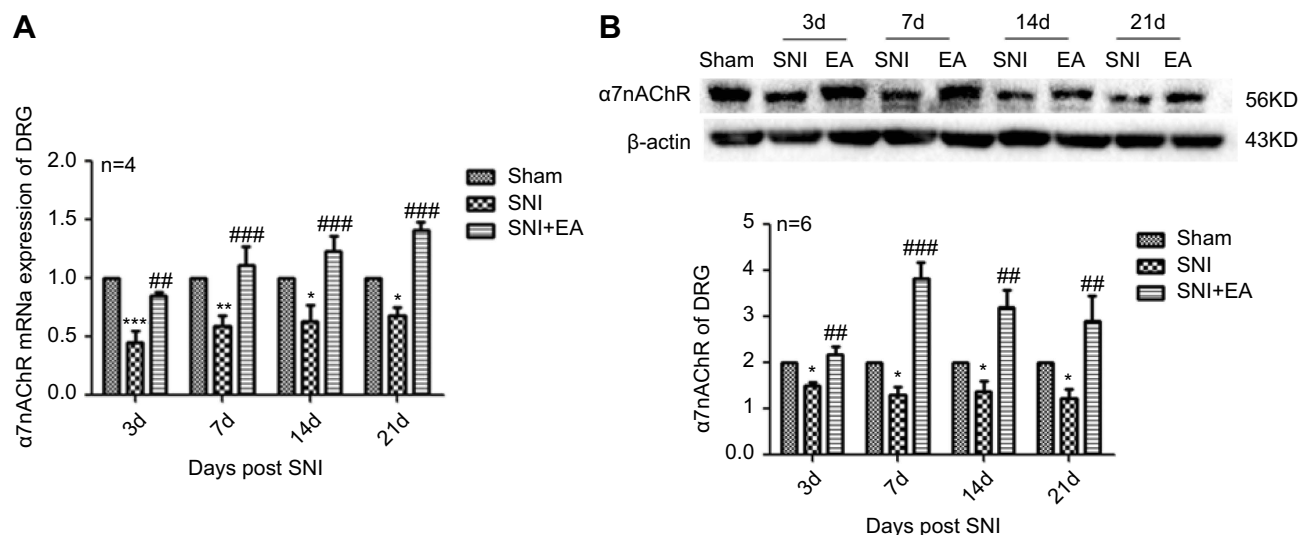 A
α7nAChR mRNa expression of DRG
2.0
1.5
1.0
0.5
0.0
n=4
Sham
SNI
SNI+EA
***
##
**
###
*
###
*
###
3d
7d
14d
21d
Days post SNI
B
3d 7d 14d 21d
Sham SNI EA SNI EA SNI EA SNI EA
α7nAChR 56KD
β-actin 43KD
α7nAChR of DRG
5
4
3
2
1
0.0
n=6
Sham
SNI
SNI+EA
*
##
*
###
*
##
*
##
3d
7d
14d
21d
Days post SNI